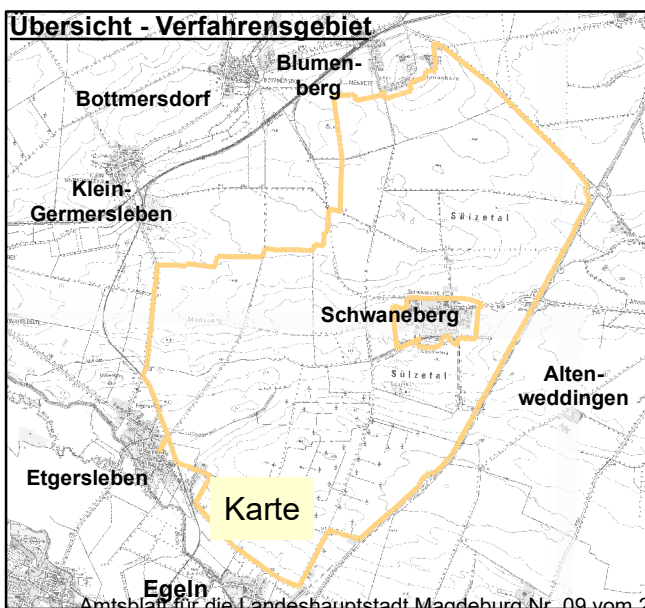 Übersicht - Verfahrensgebiet
Blumen-
berg
Bottmersdorf
Klein-
Germersleben
Sülzetal
Schwaneberg
Sülzetal
Alten-
weddingen
Etgersleben
Karte
Egeln
Amtsblatt für die Landeshauptstadt Magdeburg Nr. 09 vom 2